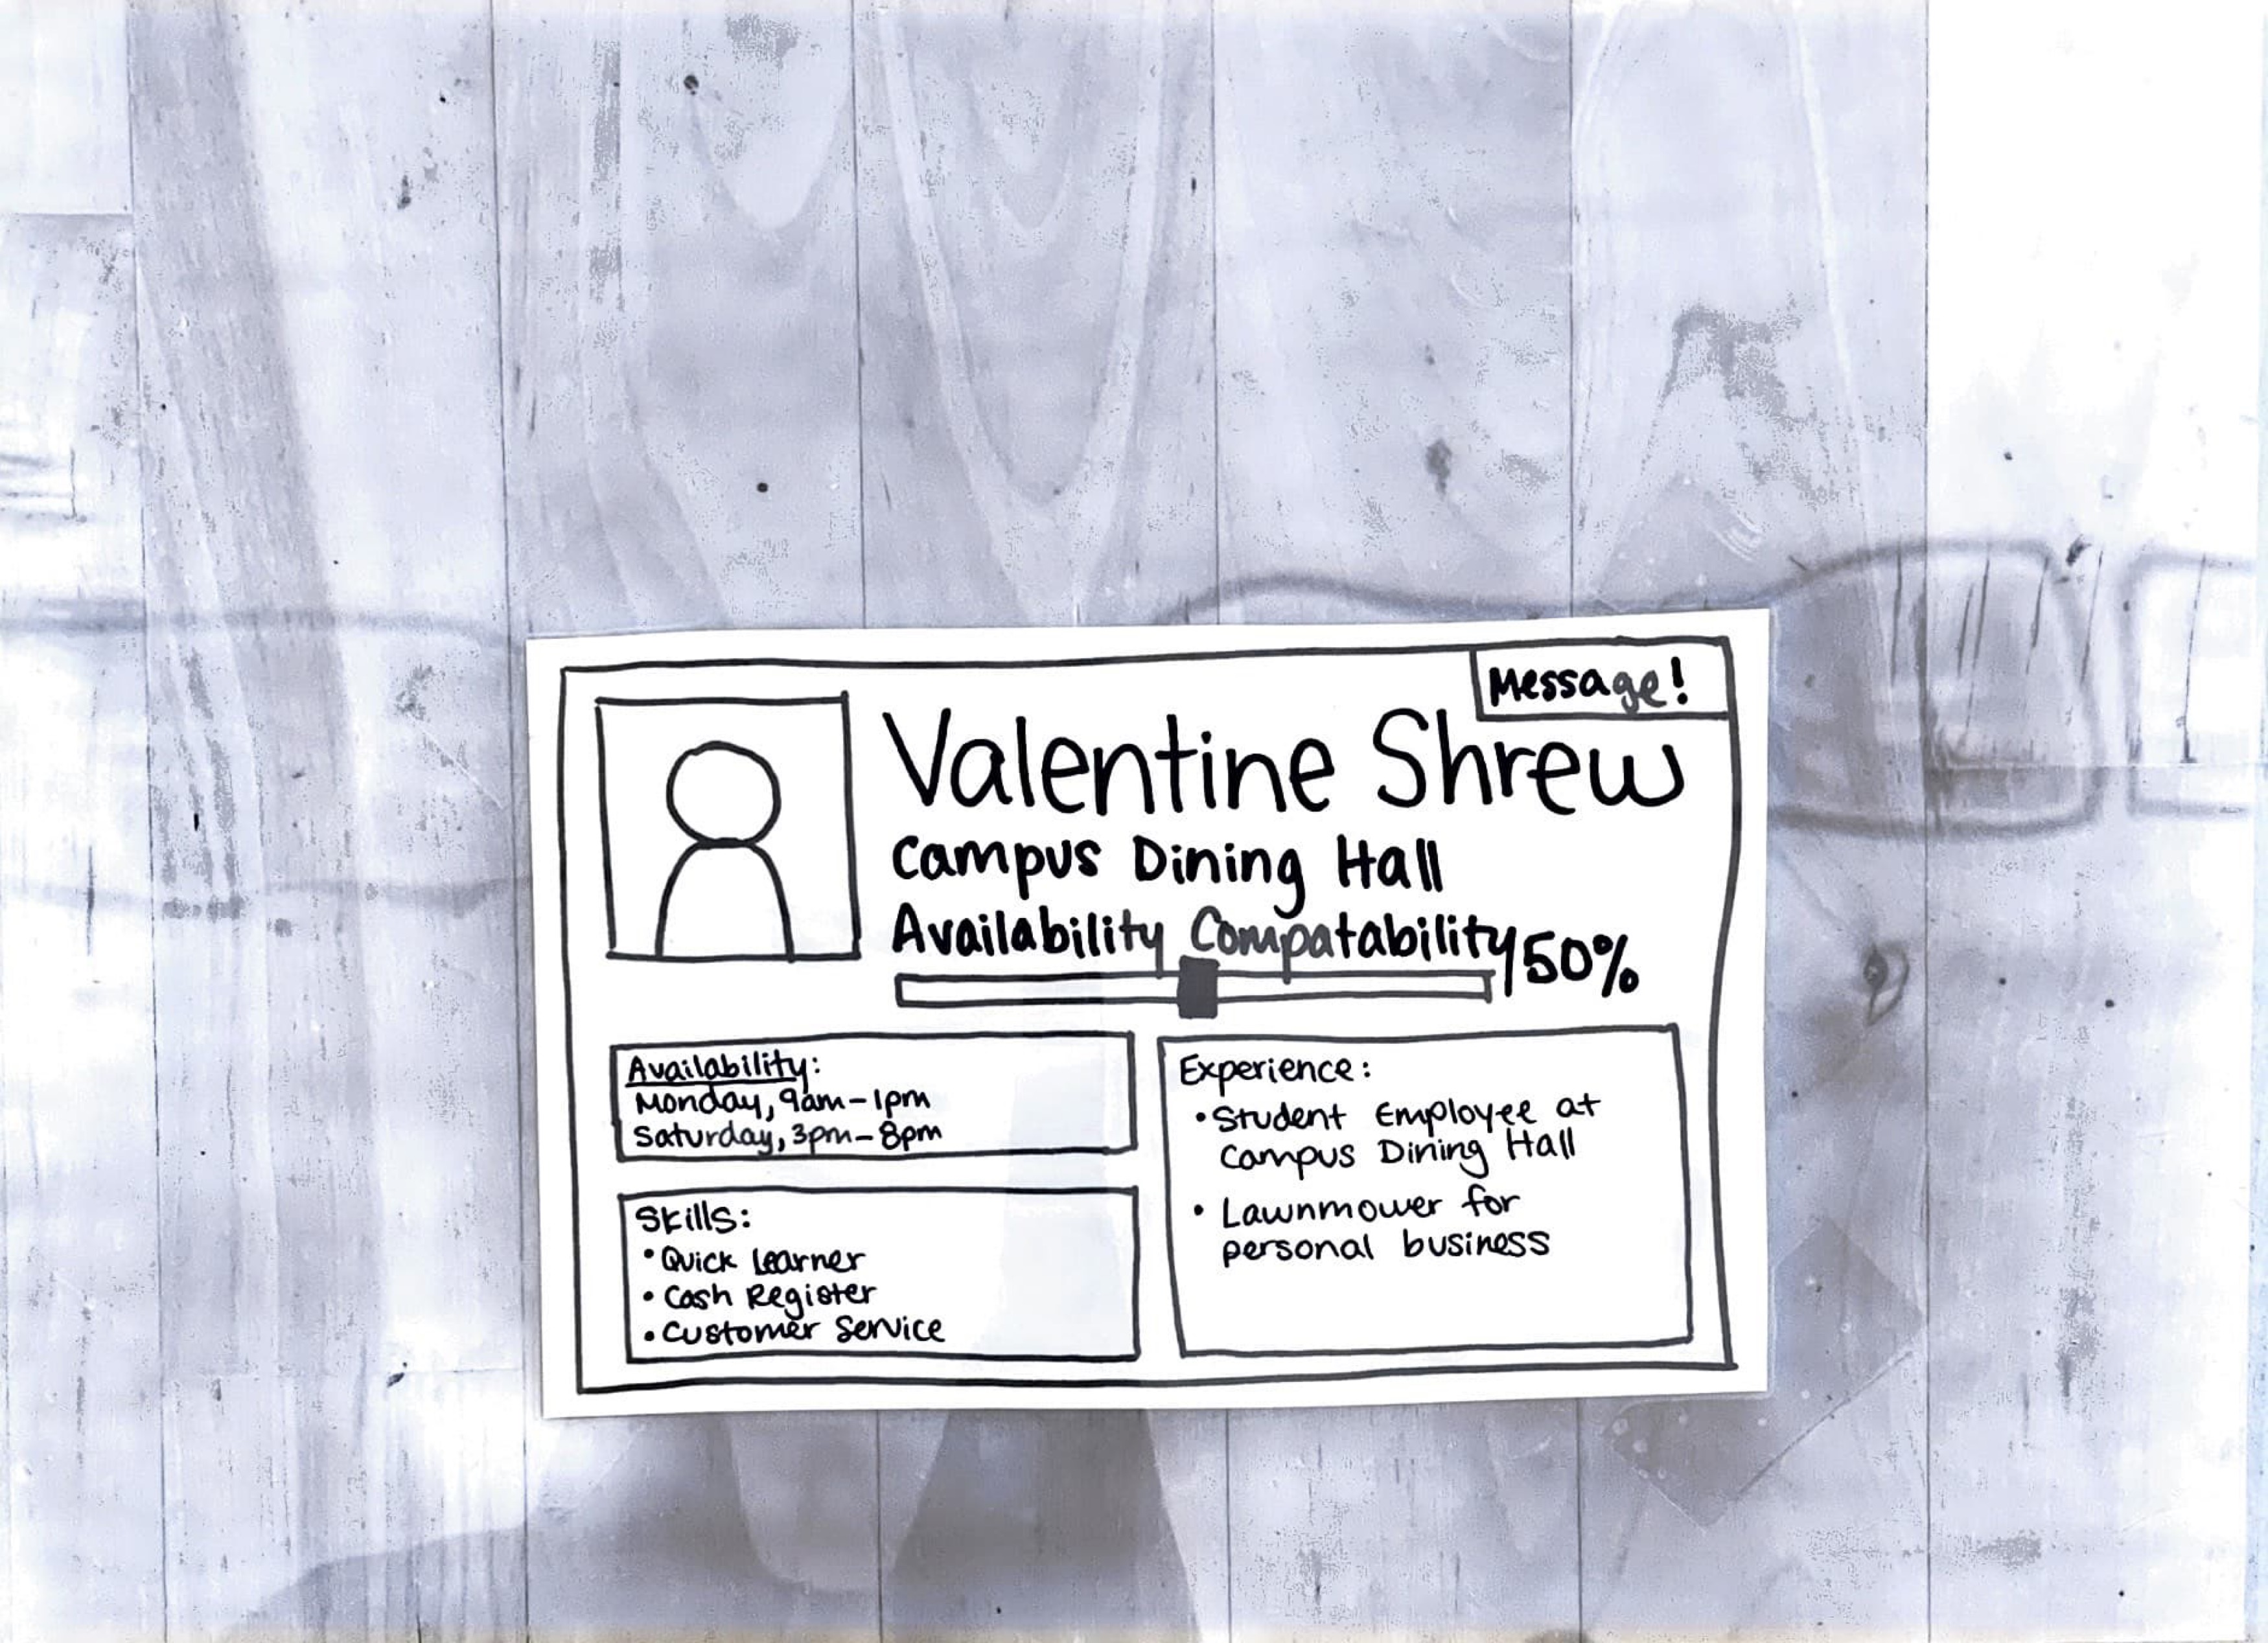 Message!
Valentine Shrew
Campus Dining Hall
Availability Compatability 50%
Availability:
Monday, 9am-1pm
Saturday, 3pm-8pm
Skills:
• Quick Learner
• Cash Register
• Customer Service
Experience:
• Student Employee at
Campus Dining Hall
• Lawnmower for
personal business